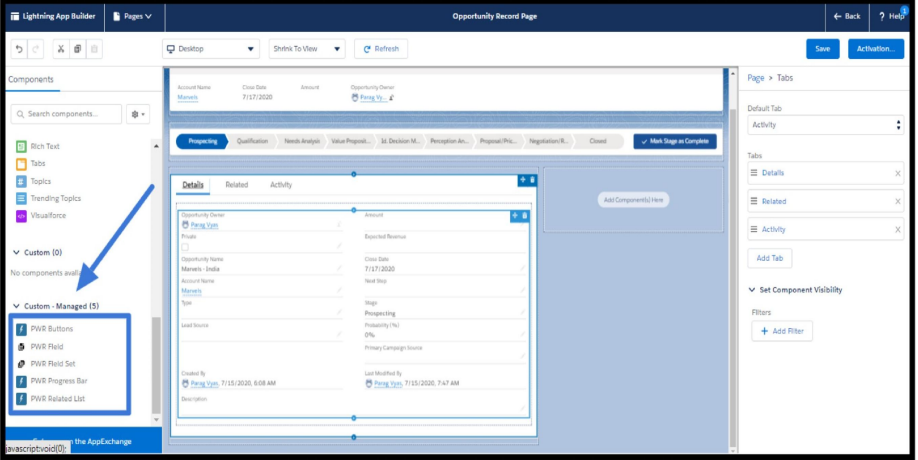 Lightning App Builder
Pages
Opportunity Record Page
Back
? Help
1
Desktop
Shrink To View
Refresh
Save
Activation...
Components
Search components...
Rich Text
Tabs
Topics
Trending Topics
Visualforce
Custom (0)
No components availa
Custom - Managed (5)
PWR Buttons
PWR Field
PWR Field Set
PWR Progress Bar
PWR Related List
on the AppExchange
javascript:void(0);
Account Name
Close Date
Amount
Opportunity Owner
Marvels
7/17/2020
Parag Vy...
Prospecting
Qualification
Needs Analysis
Value Proposit...
Id. Decision M...
Perception An...
Proposal/Pric...
Negotiation/R...
Closed
Mark Stage as Complete
Details
Related
Activity
Opportunity Owner
Amount
Parag Vyas
Private
Expected Revenue
Opportunity Name
Close Date
Marvels -India
7/17/2020
Account Name
Next Step
Marvels
Type
Stage
Prospecting
Lead Source
Probability (%)
0%
Primary Campaign Source
Created By
Last Modified By
Parag Vyas, 7/15/2020, 6:08 AM
Parag Vyas, 7/15/2020, 7:47 AM
Description
Add Component(s) Here
Page > Tabs
Default Tab
Activity
Tabs
Details
X
Related
X
Activity
X
Add Tab
Set Component Visibility
Filters
+ Add Filter